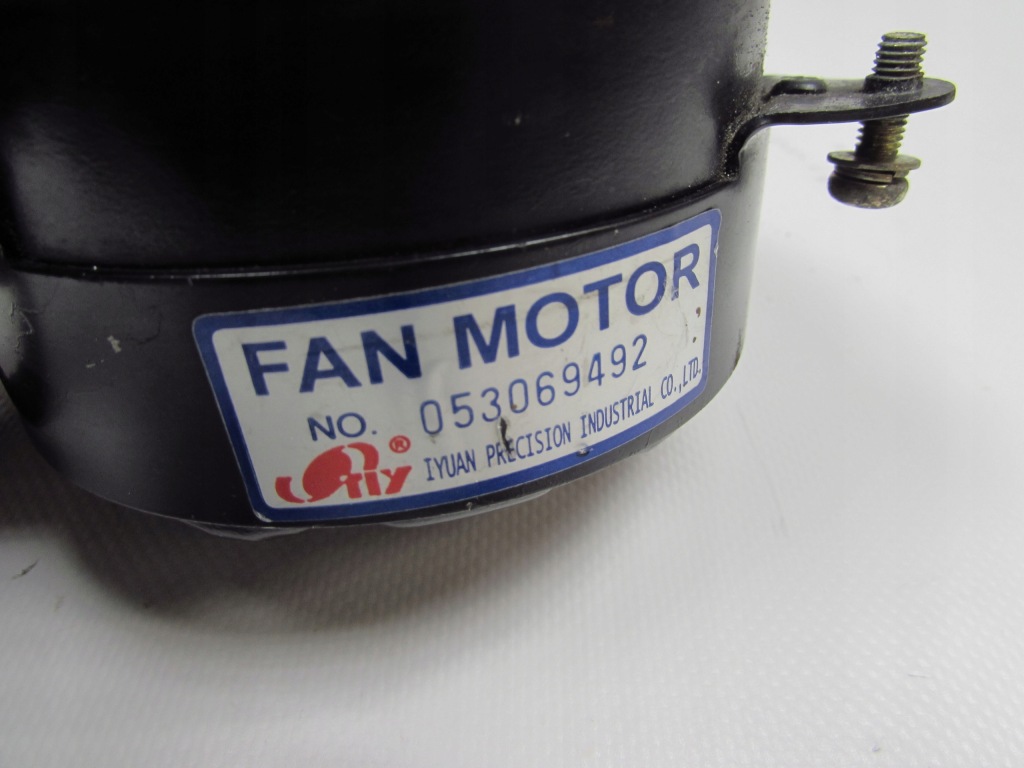 FAN MOTOR
NO. 053069492
® IYUAN PRECISION INDUSTRIAL CO.,LTD.